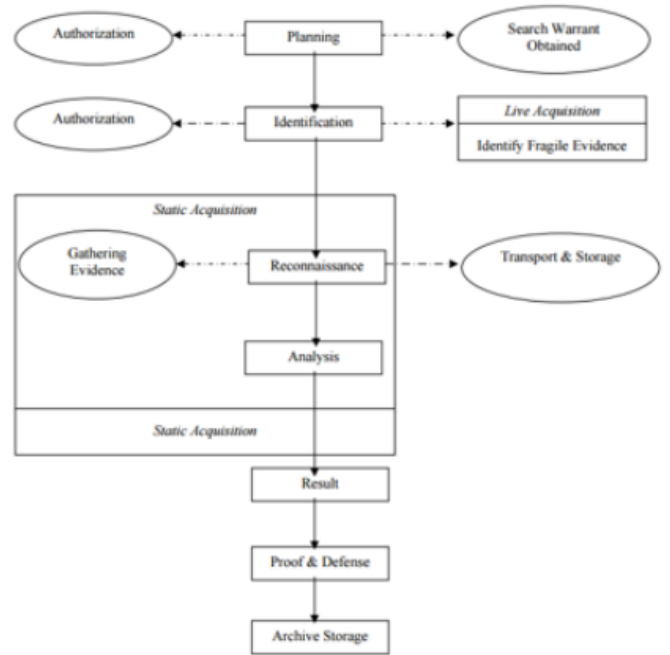 Authorization
Planning
Search Warrant
Obtained
Authorization
Identification
Live Acquisition
Identify Fragile Evidence
Static Acquisition
Gathering
Evidence
Reconnaissance
Transport & Storage
Analysis
Static Acquisition
Result
Proof & Defense
Archive Storage